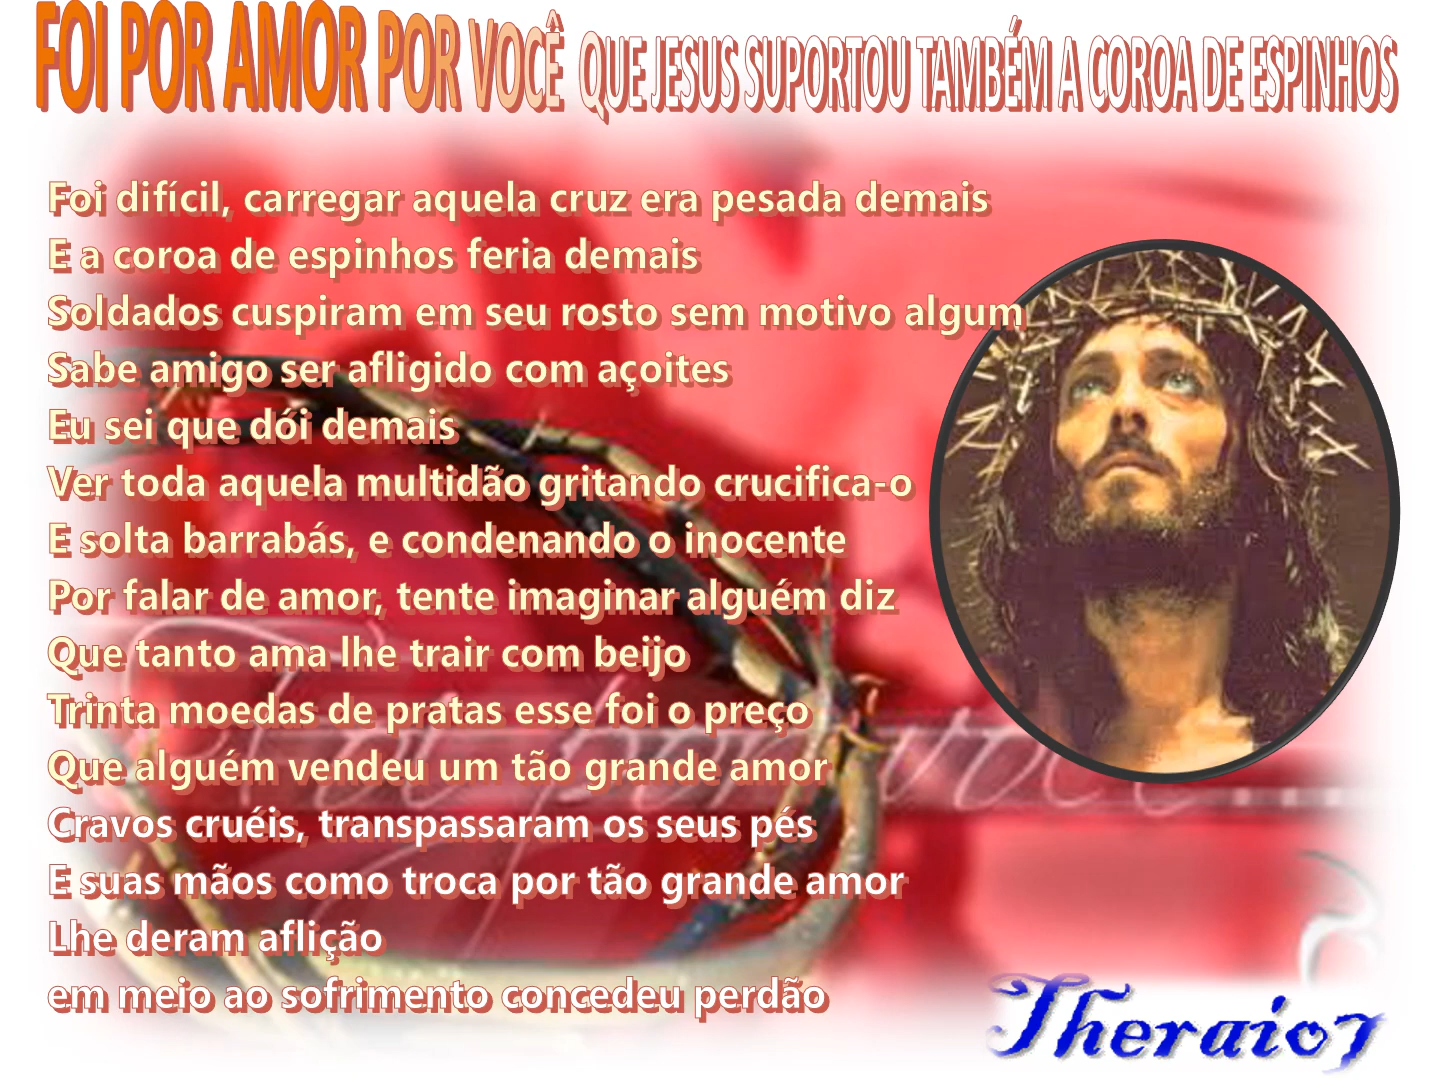 FOI POR AMOR POR VOCÊ QUE JESUS SUPORTOU TAMBÉM A COROA DE ESPINHOS
Foi difícil, carregar aquela cruz era pesada demais
E a coroa de espinhos feria demais
Soldados cuspiram em seu rosto sem motivo algum
Sabe amigo ser afligido com açoites
Eu sei que dói demais
Ver toda aquela multidão gritando crucifica-o
E solta barrabás, e condenando o inocente
Por falar de amor, tente imaginar alguém diz
Que tanto ama lhe trair com beijo
Trinta moedas de pratas esse foi o preço
Que alguém vendeu um tão grande amor
Foi por você....
Cravos cruéis, transpassaram os seus pés
E suas mãos como troca por tão grande amor
Lhe deram aflição
em meio ao sofrimento concedeu perdão
Theraio7